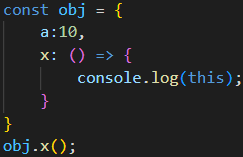 const obj = {
    a:10,
    x: () => {
        console.log(this);
    }
}
obj.x();